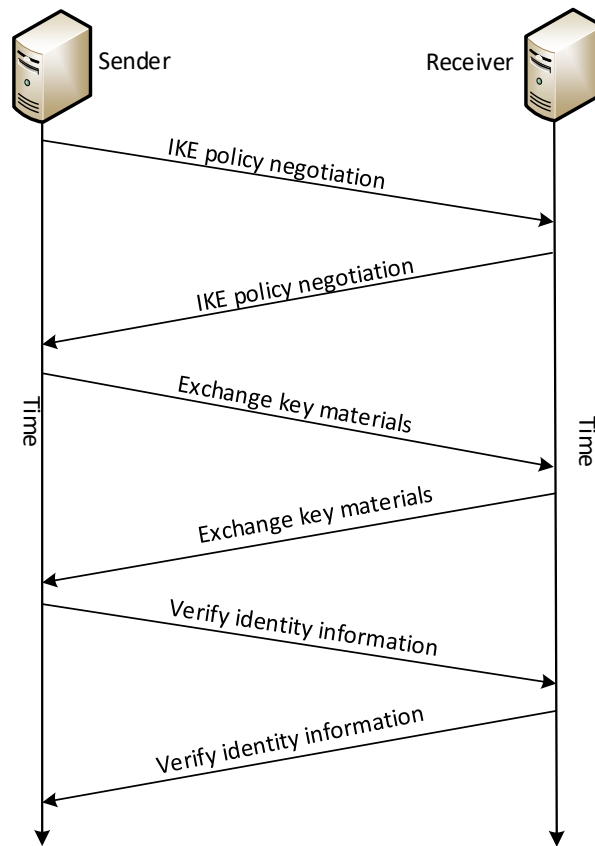 Sender
Receiver
IKE policy negotiation
IKE policy negotiation
Exchange key materials
Time
Time
Exchange key materials
Verify identity information
Verify identity information